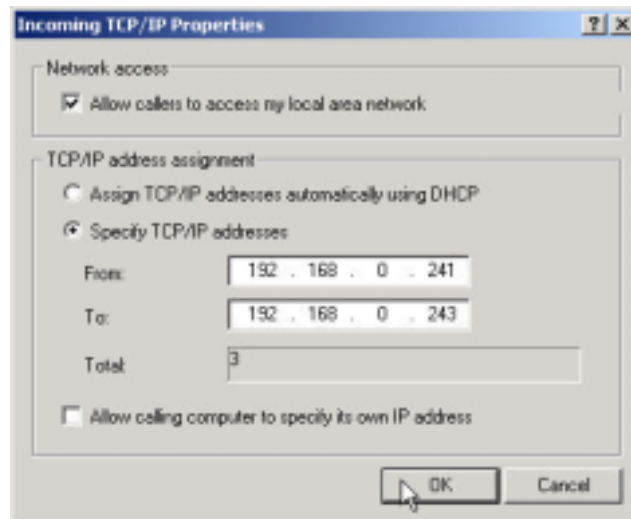 Incoming TCP/IP Properties
Network access
Allow callers to access my local area network
TCP/IP address assignment
Assign TCP/IP addresses automatically using DHCP
Specify TCP/IP addresses
From: 192 . 168 . 0 . 241
To: 192 . 168 . 0 . 243
Total: 3
Allow calling computer to specify its own IP address
OK Cancel